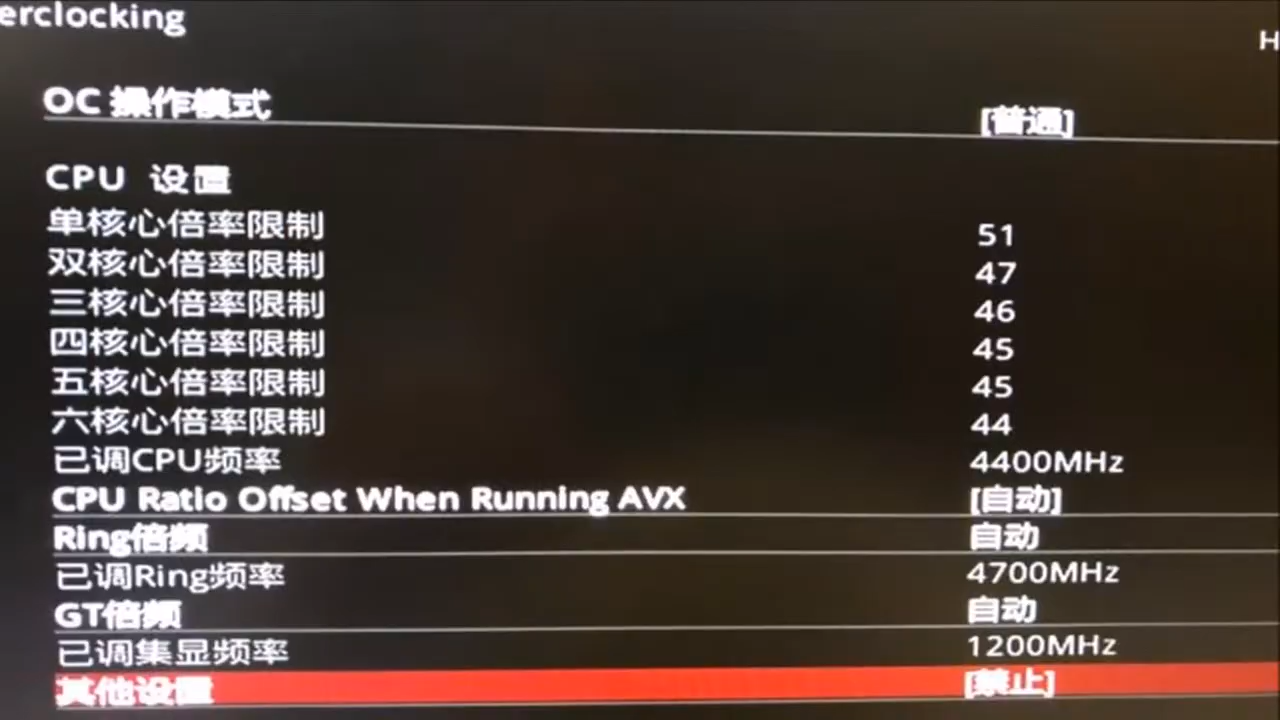 erclocking
H
OC 操作模式 [普通]
CPU 设置
单核心倍率限制 51
双核心倍率限制 47
三核心倍率限制 46
四核心倍率限制 45
五核心倍率限制 45
六核心倍率限制 44
已调CPU频率 4400MHz
CPU Ratio Offset When Running AVX [自动]
Ring倍频 自动
已调Ring频率 4700MHz
GT倍频 自动
已调集显频率 1200MHz
其他设置 [禁止]